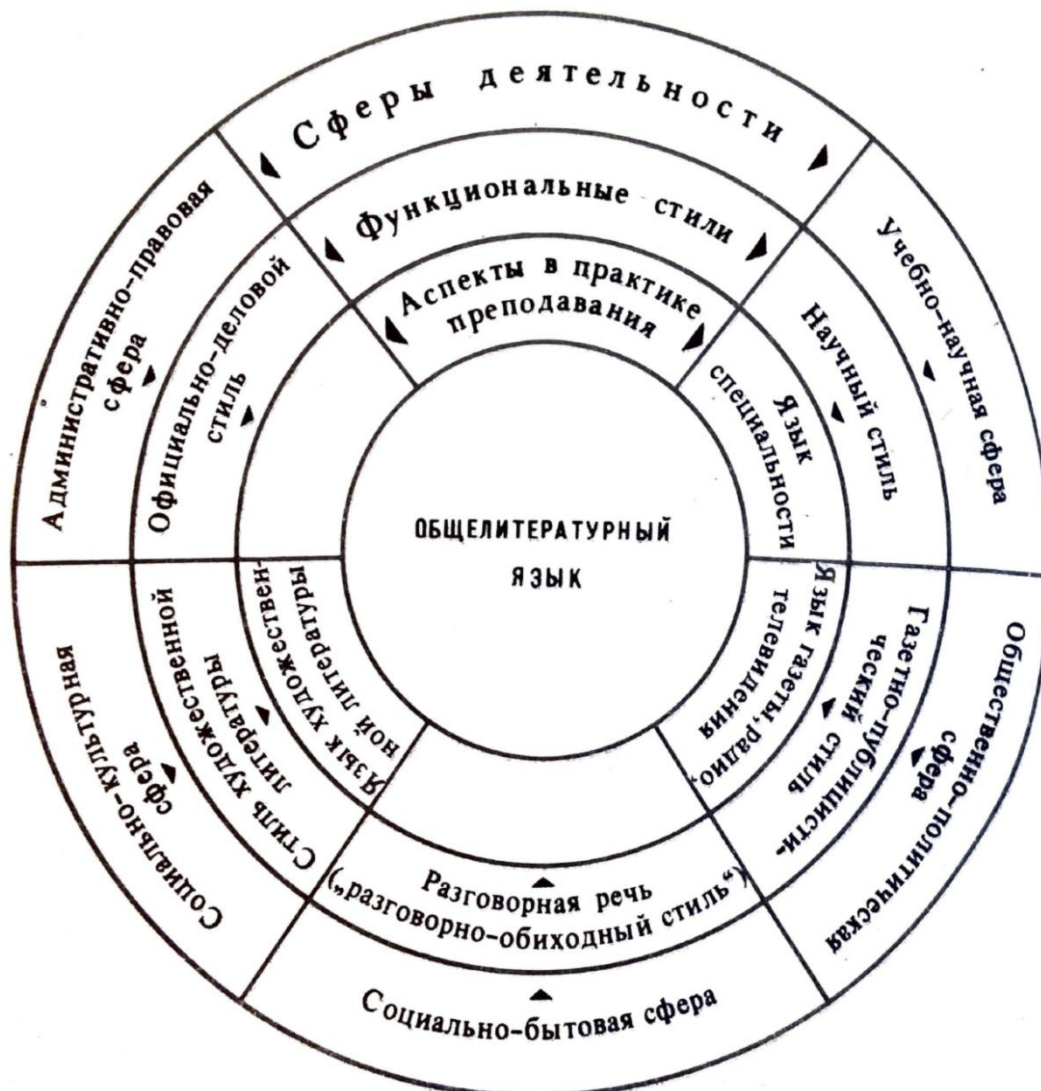 Сферы деятельности
Функциональные стили
Аспекты в практике
преподавания
Учебно-научная сфера
Научный стиль
Язык
специальности
Общественно-политическая
сфера
Газетно-публицисти-
ческий стиль
Язык газеты, радио,
телевидения
Социально-бытовая сфера
Разговорная речь
(„разговорно-обиходный стиль“)
Социально-культурная
сфера
Стиль художественной
литературы
Язык художествен-
ной литературы
Административно-правовая
сфера
Официально-деловой
стиль
ОБЩЕЛИТЕРАТУРНЫЙ
ЯЗЫК